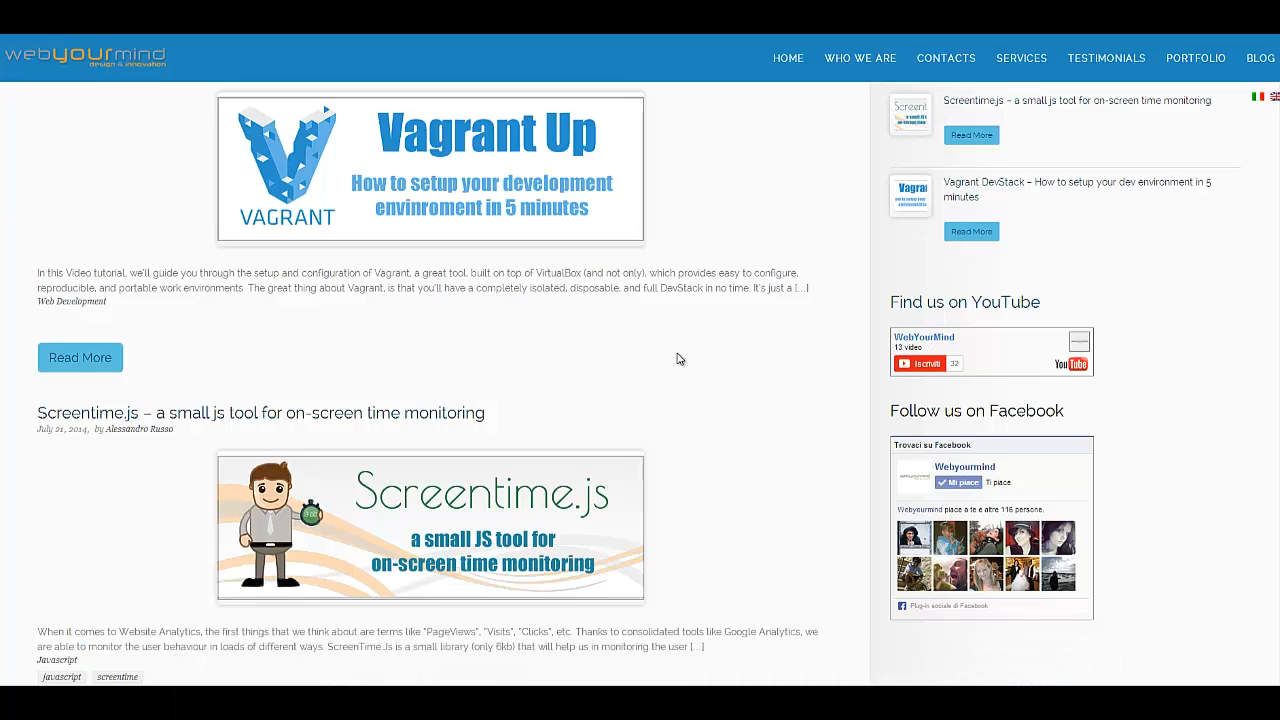 webyourmind
design & innovation
HOME WHO WE ARE CONTACTS SERVICES TESTIMONIALS PORTFOLIO BLOG
VAGRANT
Vagrant Up
How to setup your development
envinroment in 5 minutes
In this Video tutorial, we'll guide you through the setup and configuration of Vagrant, a great tool, built on top of VirtualBox (and not only), which provides easy to configure,
reproducible, and portable work environments. The great thing about Vagrant, is that you'll have a completely isolated, disposable, and full DevStack in no time. It's just a [...]
Web Development
Read More
Screentime.js – a small js tool for on-screen time monitoring
July 21, 2014, by Alessandro Russo
Screentime.js
a small JS tool for
on-screen time monitoring
When it comes to Website Analytics, the first things that we think about are terms like "PageViews", "Visits", "Clicks", etc. Thanks to consolidated tools like Google Analytics, we
are able to monitor the user behaviour in loads of different ways. ScreenTime.Js is a small library (only 6kb) that will help us in monitoring the user [...]
Javascript
javascript screentime
Screentime.js – a small js tool for on-screen time monitoring
Read More
Vagrant DevStack – How to setup your dev environment in 5
minutes
Read More
Find us on YouTube
WebYourMind
13 video
Iscriviti 32
YouTube
Follow us on Facebook
Trovaci su Facebook
Webyourmind
Mi piace Ti piace.
Webyourmind piace a te e altre 116 persone.
Plug-in sociale di Facebook